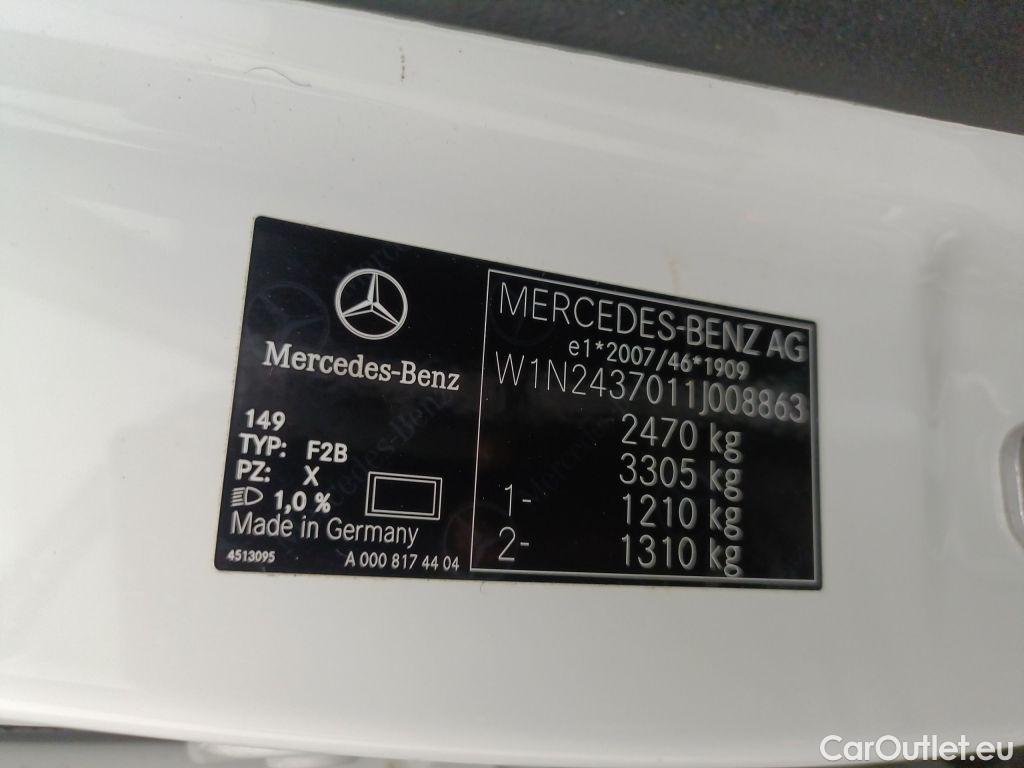 Mercedes-Benz
149
TYP: F2B
PZ: X
1,0 %
Made in Germany
4513095 A 000 817 44 04
MERCEDES-BENZ AG
e1*2007/46*1909
W1N2437011J008863
2470 kg
3305 kg
1- 1210 kg
2- 1310 kg
CarOutlet.eu